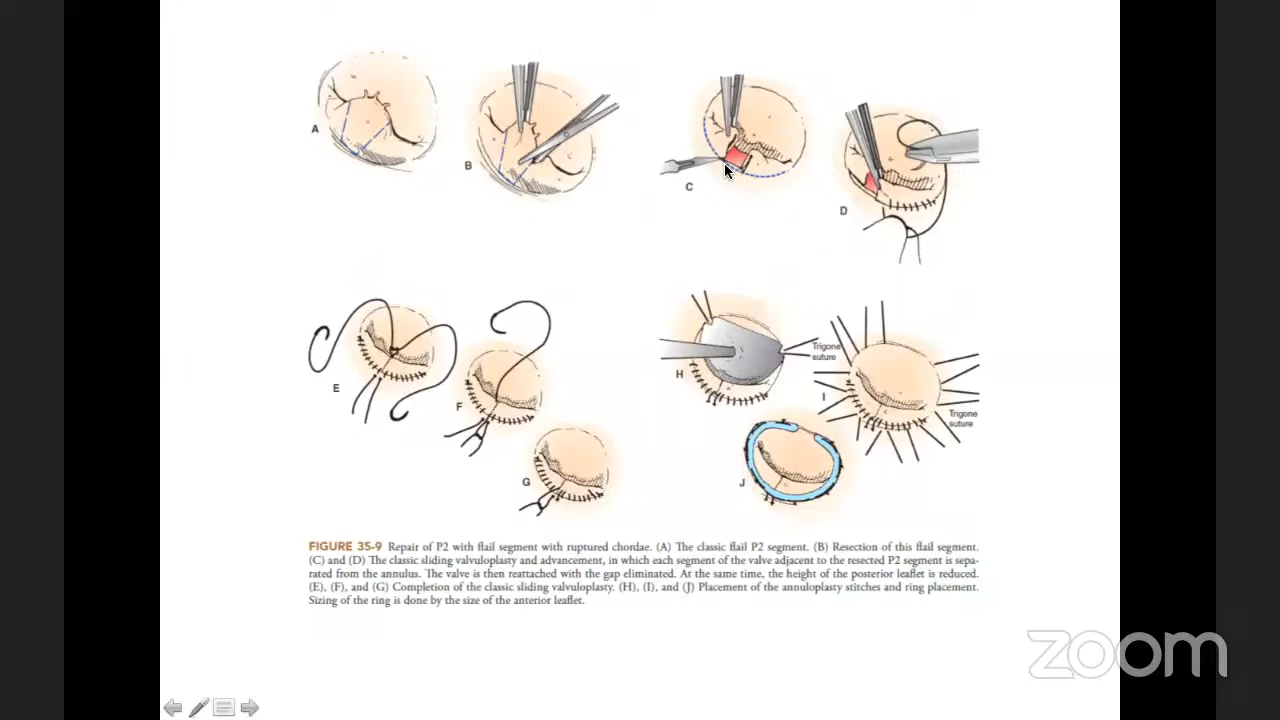 A
B
C
D
E
F
G
H
Trigone
suture
I
Trigone
suture
J
FIGURE 35-9 Repair of P2 with flail segment with ruptured chordae. (A) The classic flail P2 segment. (B) Resection of this flail segment.
(C) and (D) The classic sliding valvuloplasty and advancement, in which each segment of the valve adjacent to the resected P2 segment is sepa-
rated from the annulus. The valve is then reattached with the gap eliminated. At the same time, the height of the posterior leaflet is reduced.
(E), (F), and (G) Completion of the classic sliding valvuloplasty. (H), (I), and (J) Placement of the annuloplasty stitches and ring placement.
Sizing of the ring is done by the size of the anterior leaflet.
zoom